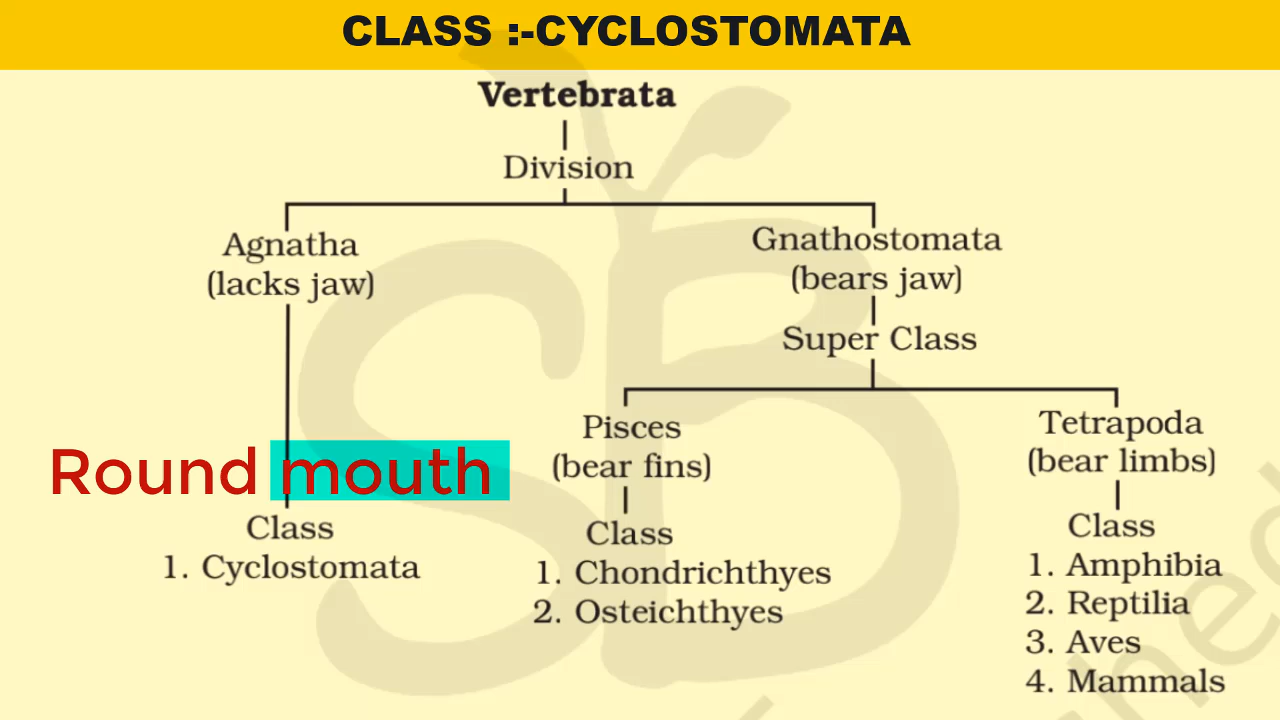 CLASS :-CYCLOSTOMATA
Vertebrata
Division
Agnatha
(lacks jaw)
Gnathostomata
(bears jaw)
Super Class
Round mouth
Class
1. Cyclostomata
Pisces
(bear fins)
Class
1. Chondrichthyes
2. Osteichthyes
Tetrapoda
(bear limbs)
Class
1. Amphibia
2. Reptilia
3. Aves
4. Mammals